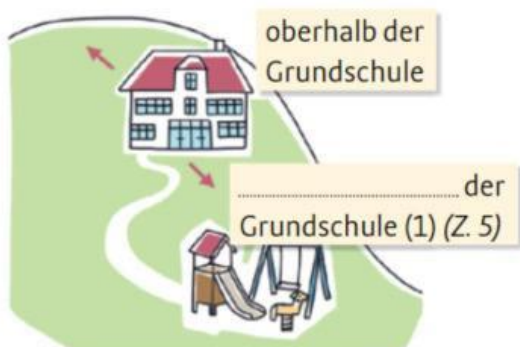 oberhalb der
Grundschule
........................................ der
Grundschule (1) (Z. 5)